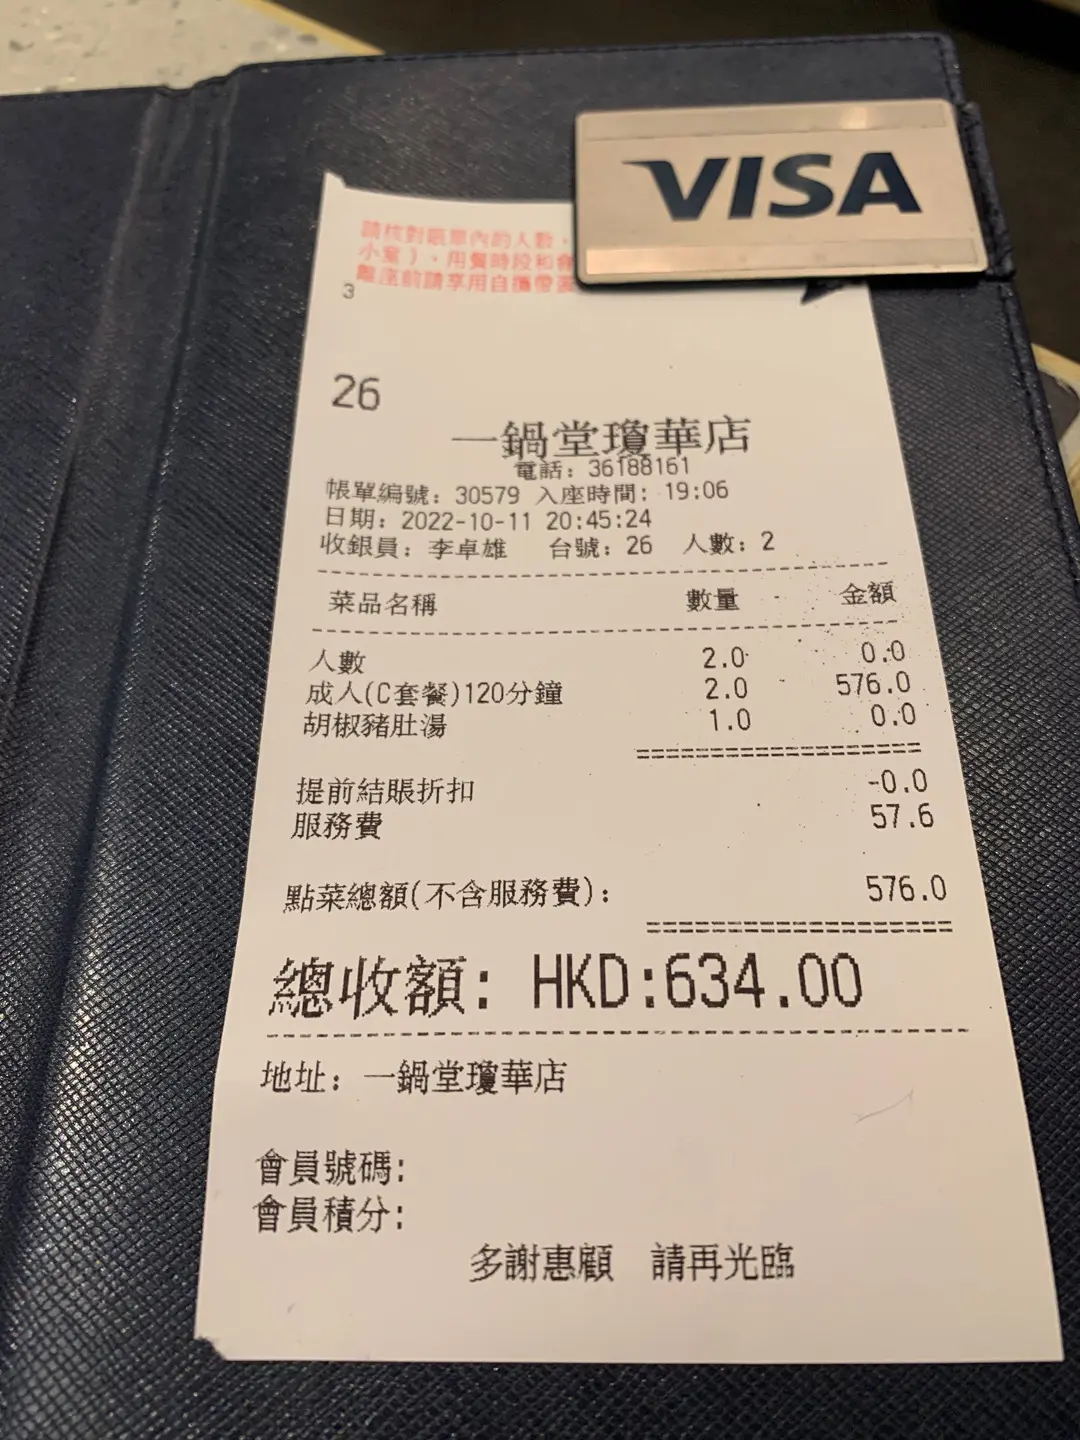 VISA
請核對賬單內的人數，
小童），用餐時段和會
離座前請享用自攜帶
3
26
一鍋堂瓊華店
電話：36188161
帳單編號：30579 入座時間：19:06
日期：2022-10-11 20:45:24
收銀員：李卓雄 台號：26 人數：2
菜品名稱 數量 金額
人數 2.0 0.0
成人(C套餐)120分鐘 2.0 576.0
胡椒豬肚湯 1.0 0.0
提前結賬折扣 -0.0
服務費 57.6
點菜總額(不含服務費)： 576.0
總收額：HKD:634.00
地址：一鍋堂瓊華店
會員號碼:
會員積分:
多謝惠顧 請再光臨